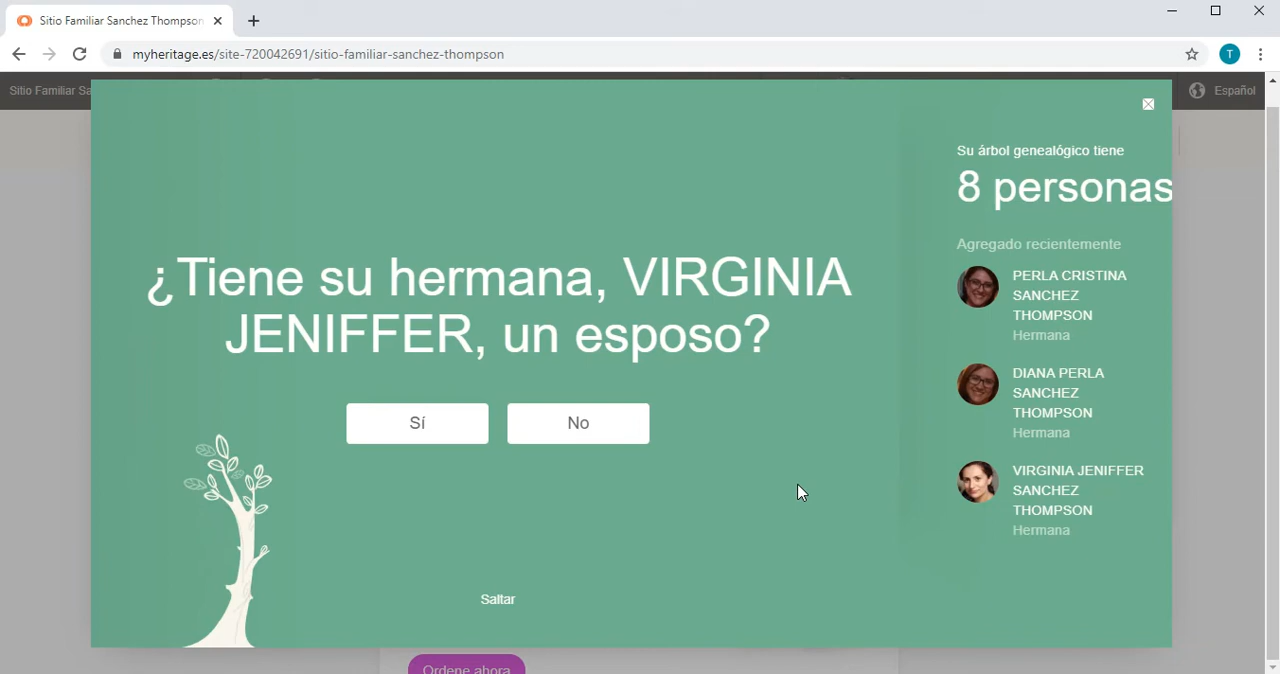 Sitio Familiar Sanchez Thompson
myheritage.es/site-720042691/sitio-familiar-sanchez-thompson
T
Sitio Familiar Sa
Español
¿Tiene su hermana, VIRGINIA
JENIFFER, un esposo?
Sí
No
Saltar
Su árbol genealógico tiene
8 personas
Agregado recientemente
PERLA CRISTINA
SANCHEZ
THOMPSON
Hermana
DIANA PERLA
SANCHEZ
THOMPSON
Hermana
VIRGINIA JENIFFER
SANCHEZ
THOMPSON
Hermana
Ordene ahora